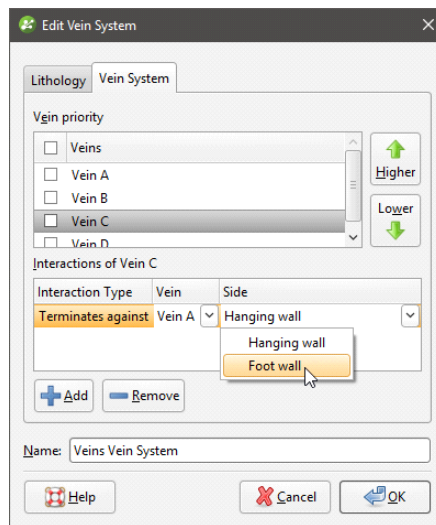 Edit Vein System
Lithology Vein System
Vein priority
Veins
Vein A
Vein B
Vein C
Vein D
Higher
Lower
Interactions of Vein C
Interaction Type Vein Side
Terminates against Vein A Hanging wall
Hanging wall
Foot wall
Add Remove
Name: Veins Vein System
Help Cancel OK